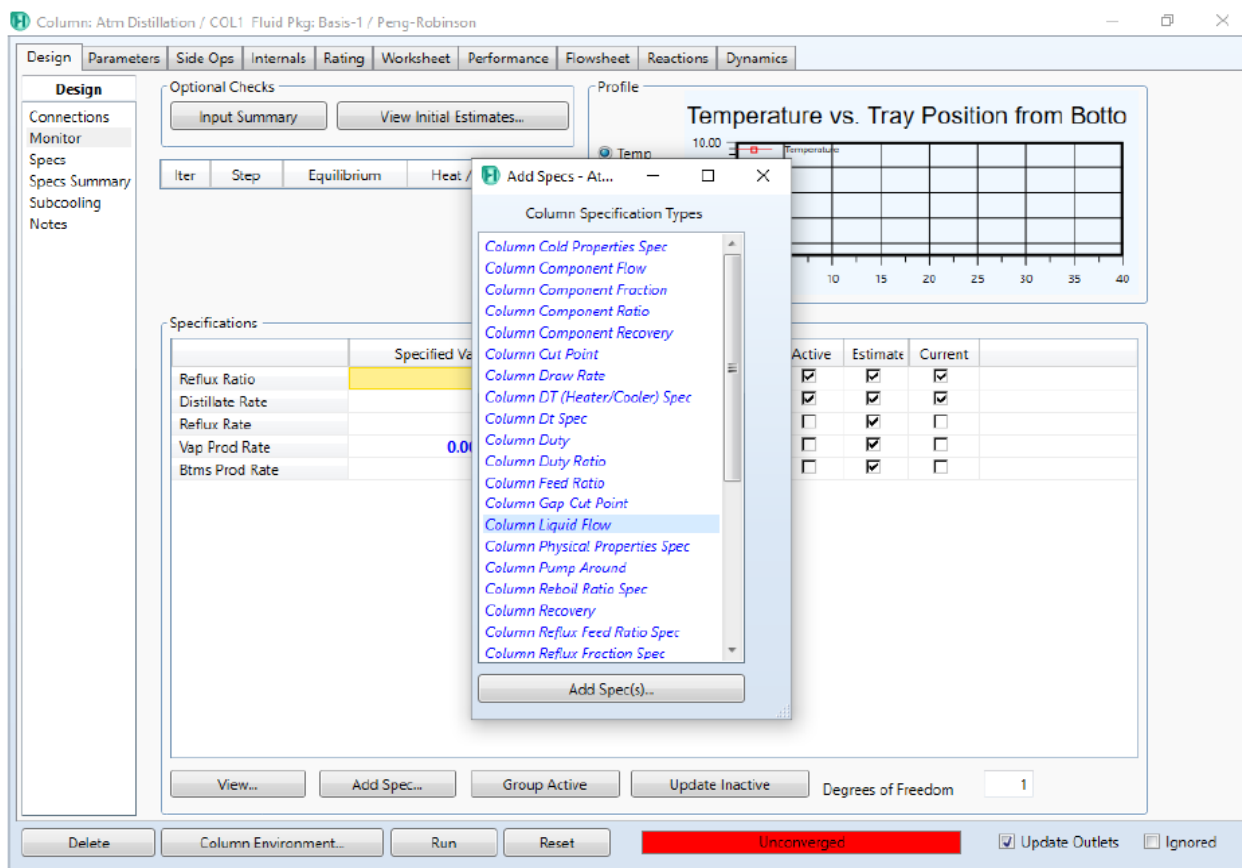 Column: Atm Distillation / COL1 Fluid Pkg: Basis-1 / Peng-Robinson
Design Parameters Side Ops Internals Rating Worksheet Performance Flowsheet Reactions Dynamics
Design
Connections
Monitor
Specs
Specs Summary
Subcooling
Notes
Optional Checks
Input Summary View Initial Estimates...
Iter Step Equilibrium Heat /
Profile
Temp
Temperature vs. Tray Position from Botto
10.00
Temperature
10 15 20 25 30 35 40
Add Specs - At...
Column Specification Types
Column Cold Properties Spec
Column Component Flow
Column Component Fraction
Column Component Ratio
Column Component Recovery
Column Cut Point
Column Draw Rate
Column DT (Heater/Cooler) Spec
Column Dt Spec
Column Duty
Column Duty Ratio
Column Feed Ratio
Column Gap Cut Point
Column Liquid Flow
Column Physical Properties Spec
Column Pump Around
Column Reboil Ratio Spec
Column Recovery
Column Reflux Feed Ratio Spec
Column Reflux Fraction Spec
Add Spec(s)...
Specifications
Specified Va Active Estimate Current
Reflux Ratio
Distillate Rate
Reflux Rate
Vap Prod Rate 0.00
Btms Prod Rate
View... Add Spec... Group Active Update Inactive Degrees of Freedom 1
Delete Column Environment... Run Reset Unconverged Update Outlets Ignored